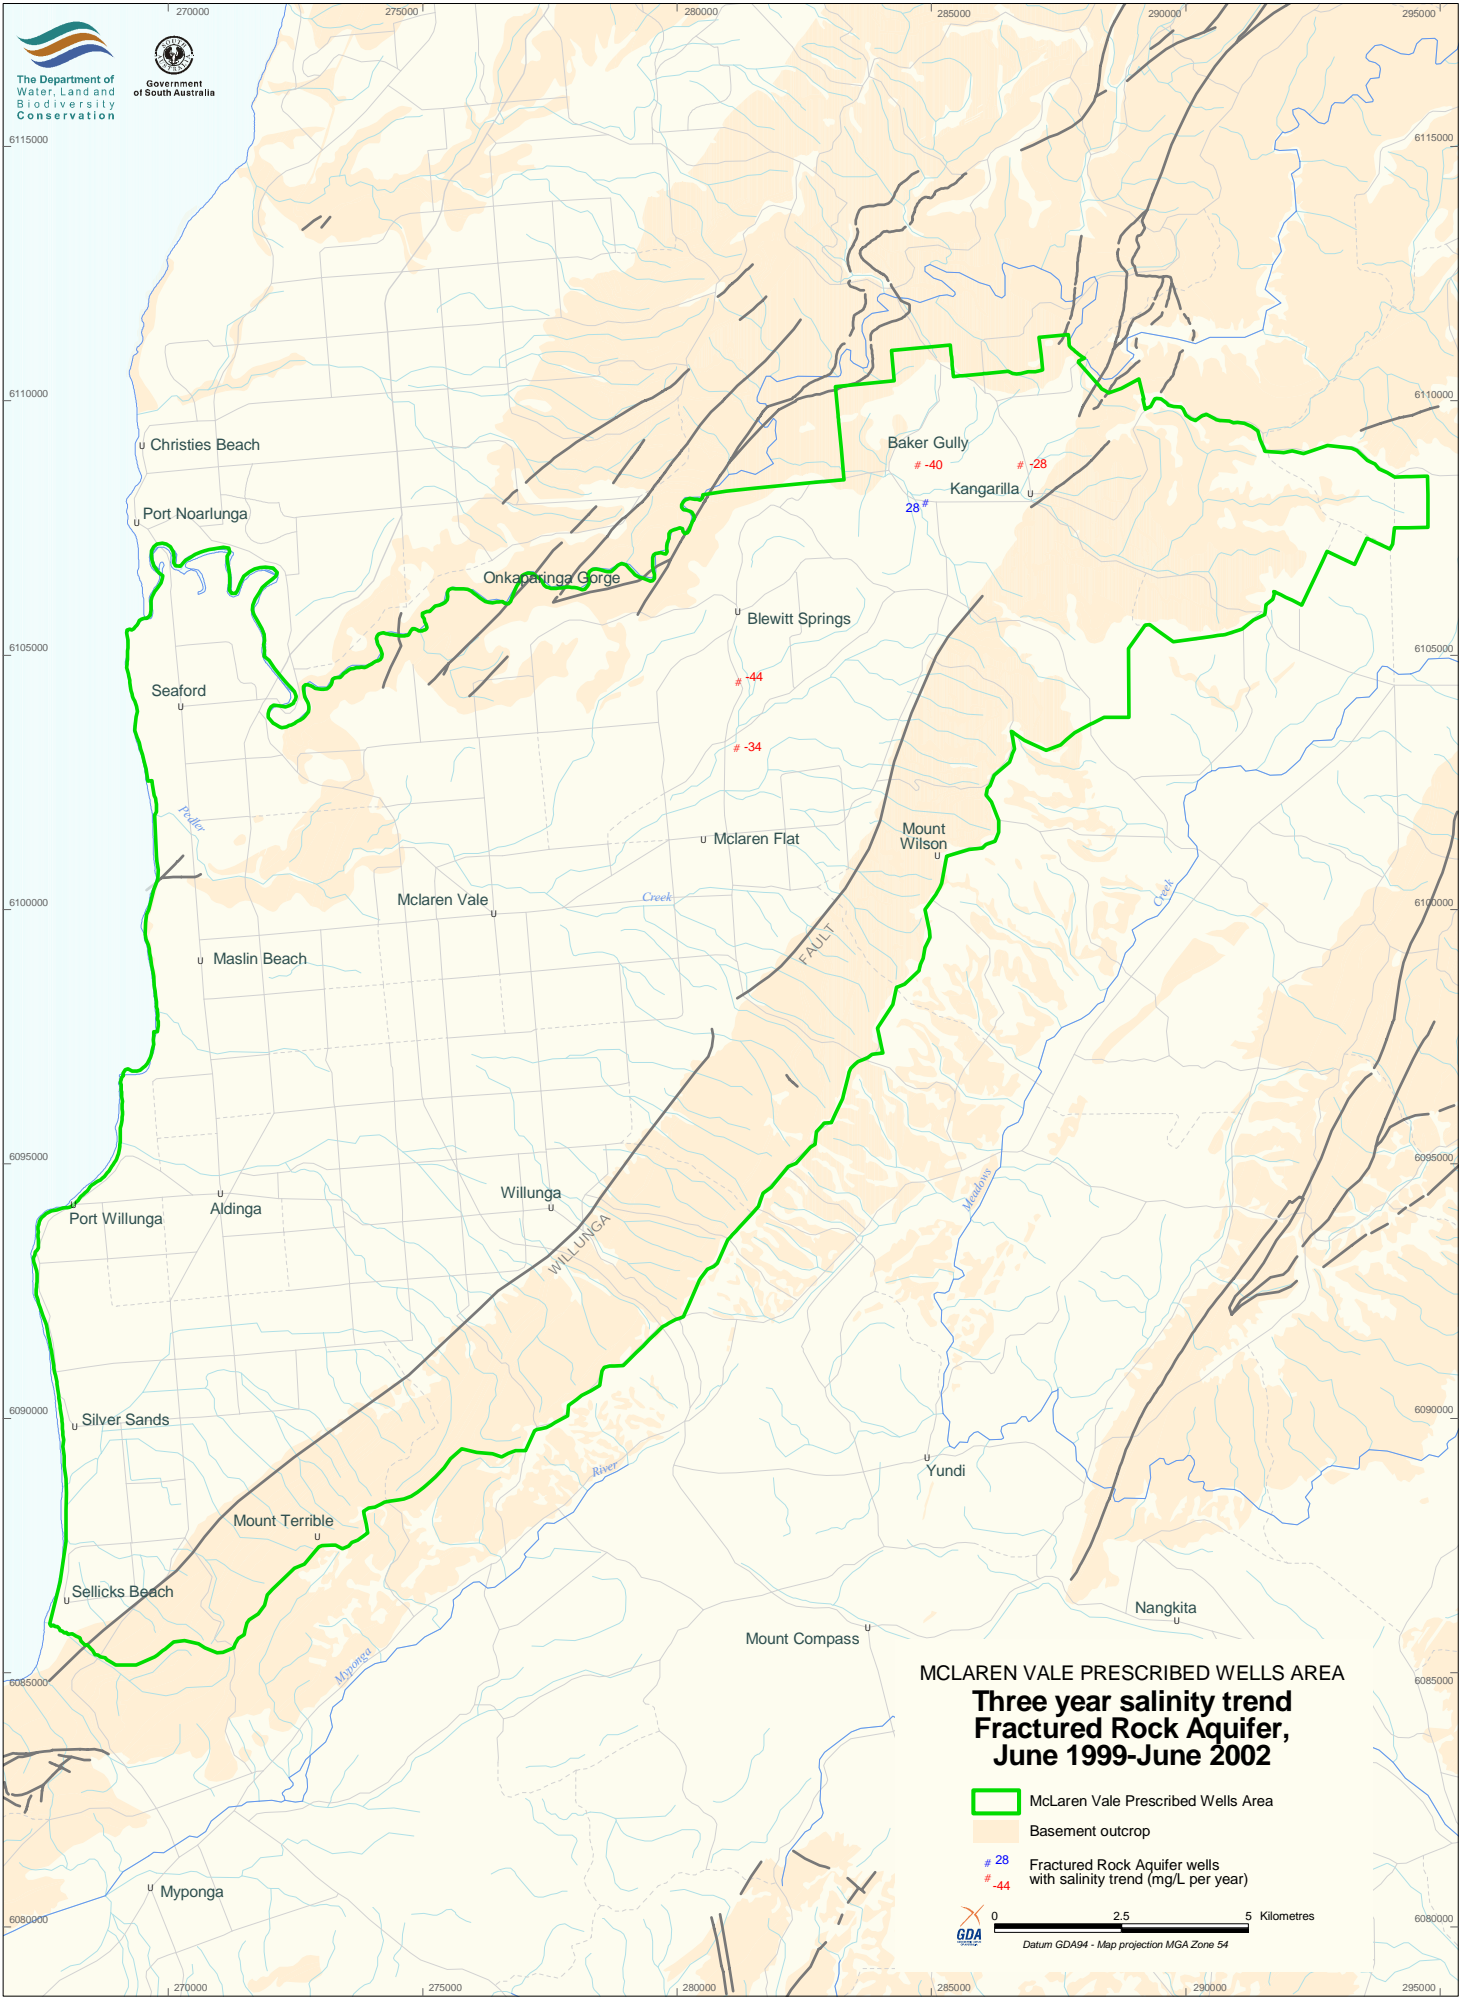 270000
275000
280000
285000
290000
295000
The Department of
Water, Land and
Biodiversity
Conservation
SOUTH AUSTRALIA
Government
of South Australia
6115000
6115000
6110000
6110000
Christies Beach
Baker Gully
# -40
# -28
Kangarilla
U
28 #
Port Noarlunga
Onkaparinga Gorge
Blewitt Springs
6105000
6105000
Seaford
# -44
# -34
Pedler
Mclaren Flat
Mount
Wilson
Mclaren Vale
Creek
Creek
6100000
6100000
FAULT
Maslin Beach
6095000
6095000
Meadows
Willunga
Aldinga
Port Willunga
WILLUNGA
6090000
6090000
Silver Sands
River
Yundi
Mount Terrible
Sellicks Beach
Nangkita
Mount Compass
Myponga
6085000
6085000
MCLAREN VALE PRESCRIBED WELLS AREA
Three year salinity trend
Fractured Rock Aquifer,
June 1999-June 2002
McLaren Vale Prescribed Wells Area
Basement outcrop
# 28
# -44
Fractured Rock Aquifer wells
with salinity trend (mg/L per year)
Myponga
0 2.5 5 Kilometres
GDA
Datum GDA94 - Map projection MGA Zone 54
6080000
6080000
270000
275000
280000
285000
290000
295000